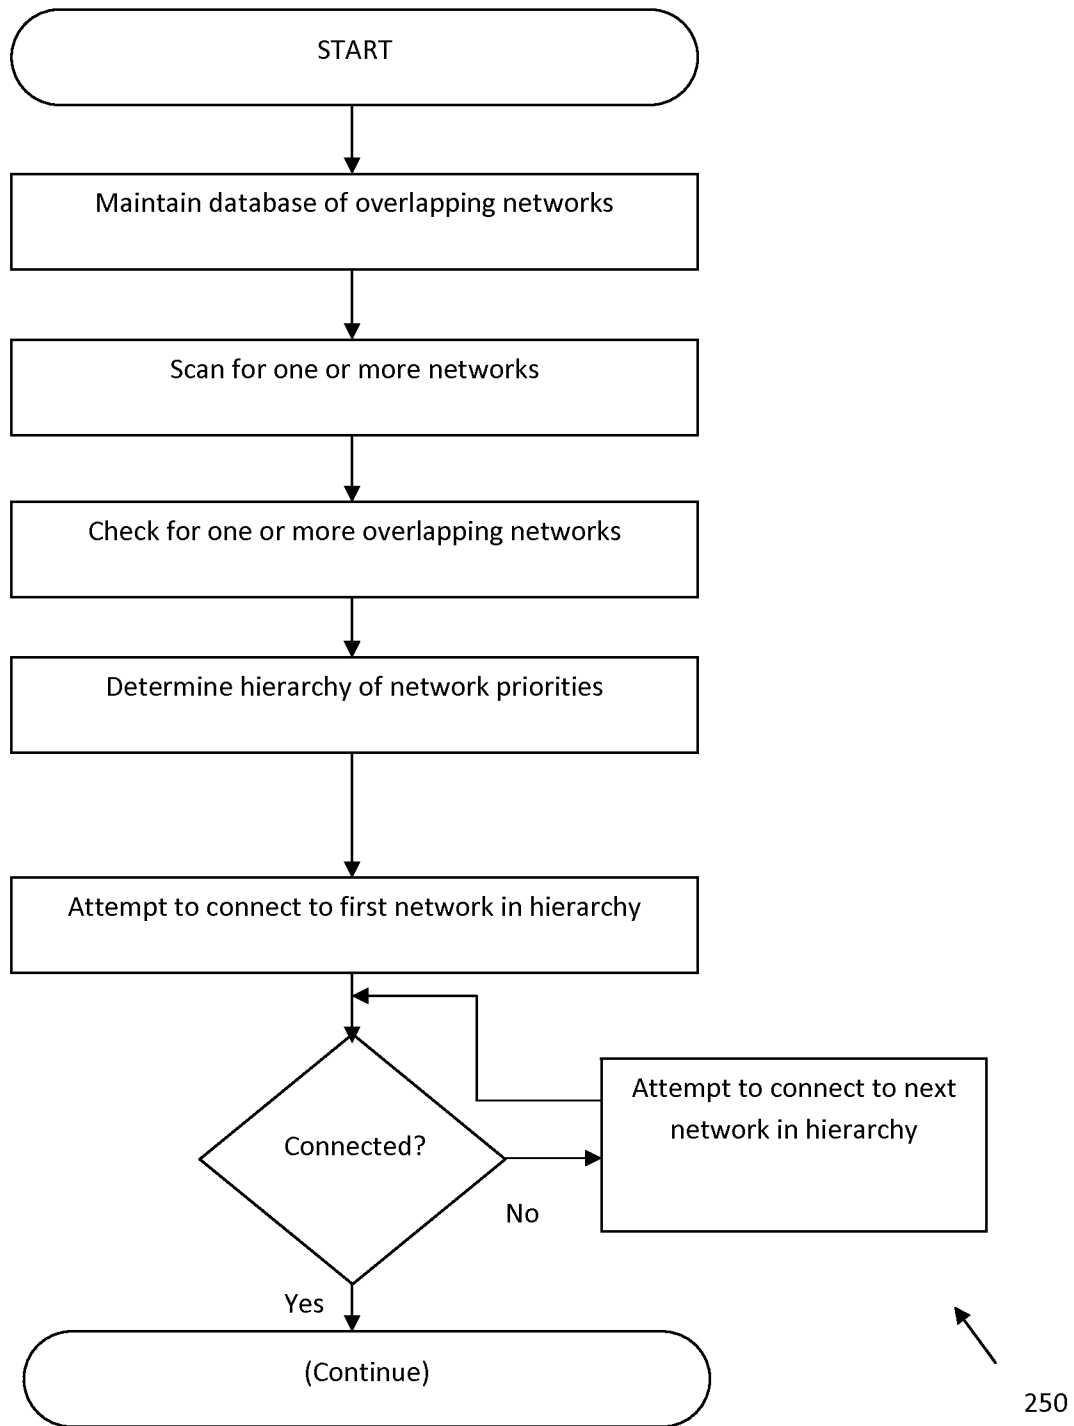 START
Maintain database of overlapping networks
Scan for one or more networks
Check for one or more overlapping networks
Determine hierarchy of network priorities
Attempt to connect to first network in hierarchy
Attempt to connect to next
network in hierarchy
Connected?
No
Yes
(Continue)
250